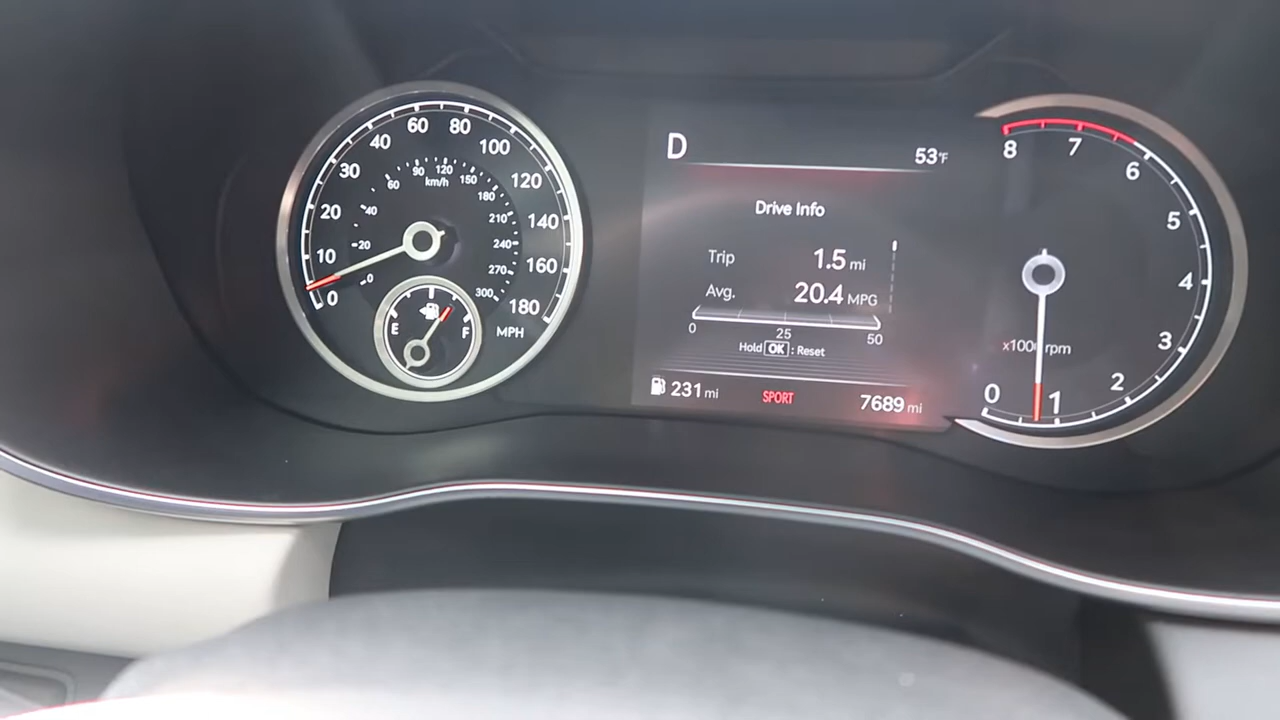 0
10
20
30
40
60
80
100
120
140
160
180
MPH
0
20
40
60
90
120
150
180
210
240
270
300
km/h
E
F
D
53°F
Drive Info
Trip 1.5 mi
Avg. 20.4 MPG
0 25 50
Hold OK : Reset
231 mi SPORT 7689 mi
8
7
6
5
4
3
2
1
0
x1000 rpm